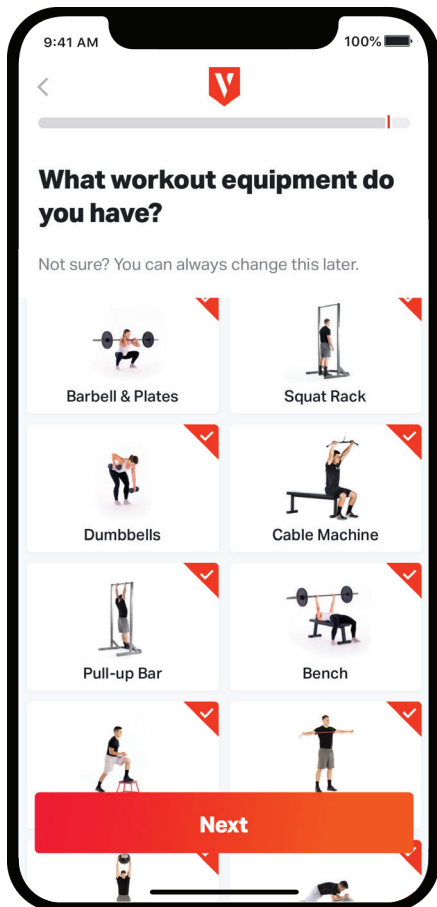 9:41 AM 100%
What workout equipment do
you have?
Not sure? You can always change this later.
Barbell & Plates Squat Rack
Dumbbells Cable Machine
Pull-up Bar Bench
Next